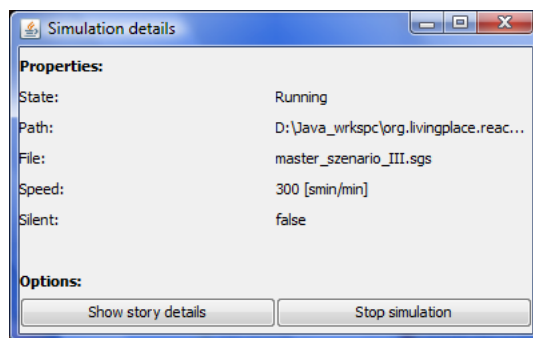 Simulation details
Properties:
State: Running
Path: D:\Java_wrkspc\org.livingplace.reac...
File: master_szenario_III.sgs
Speed: 300 [smin/min]
Silent: false
Options:
Show story details Stop simulation